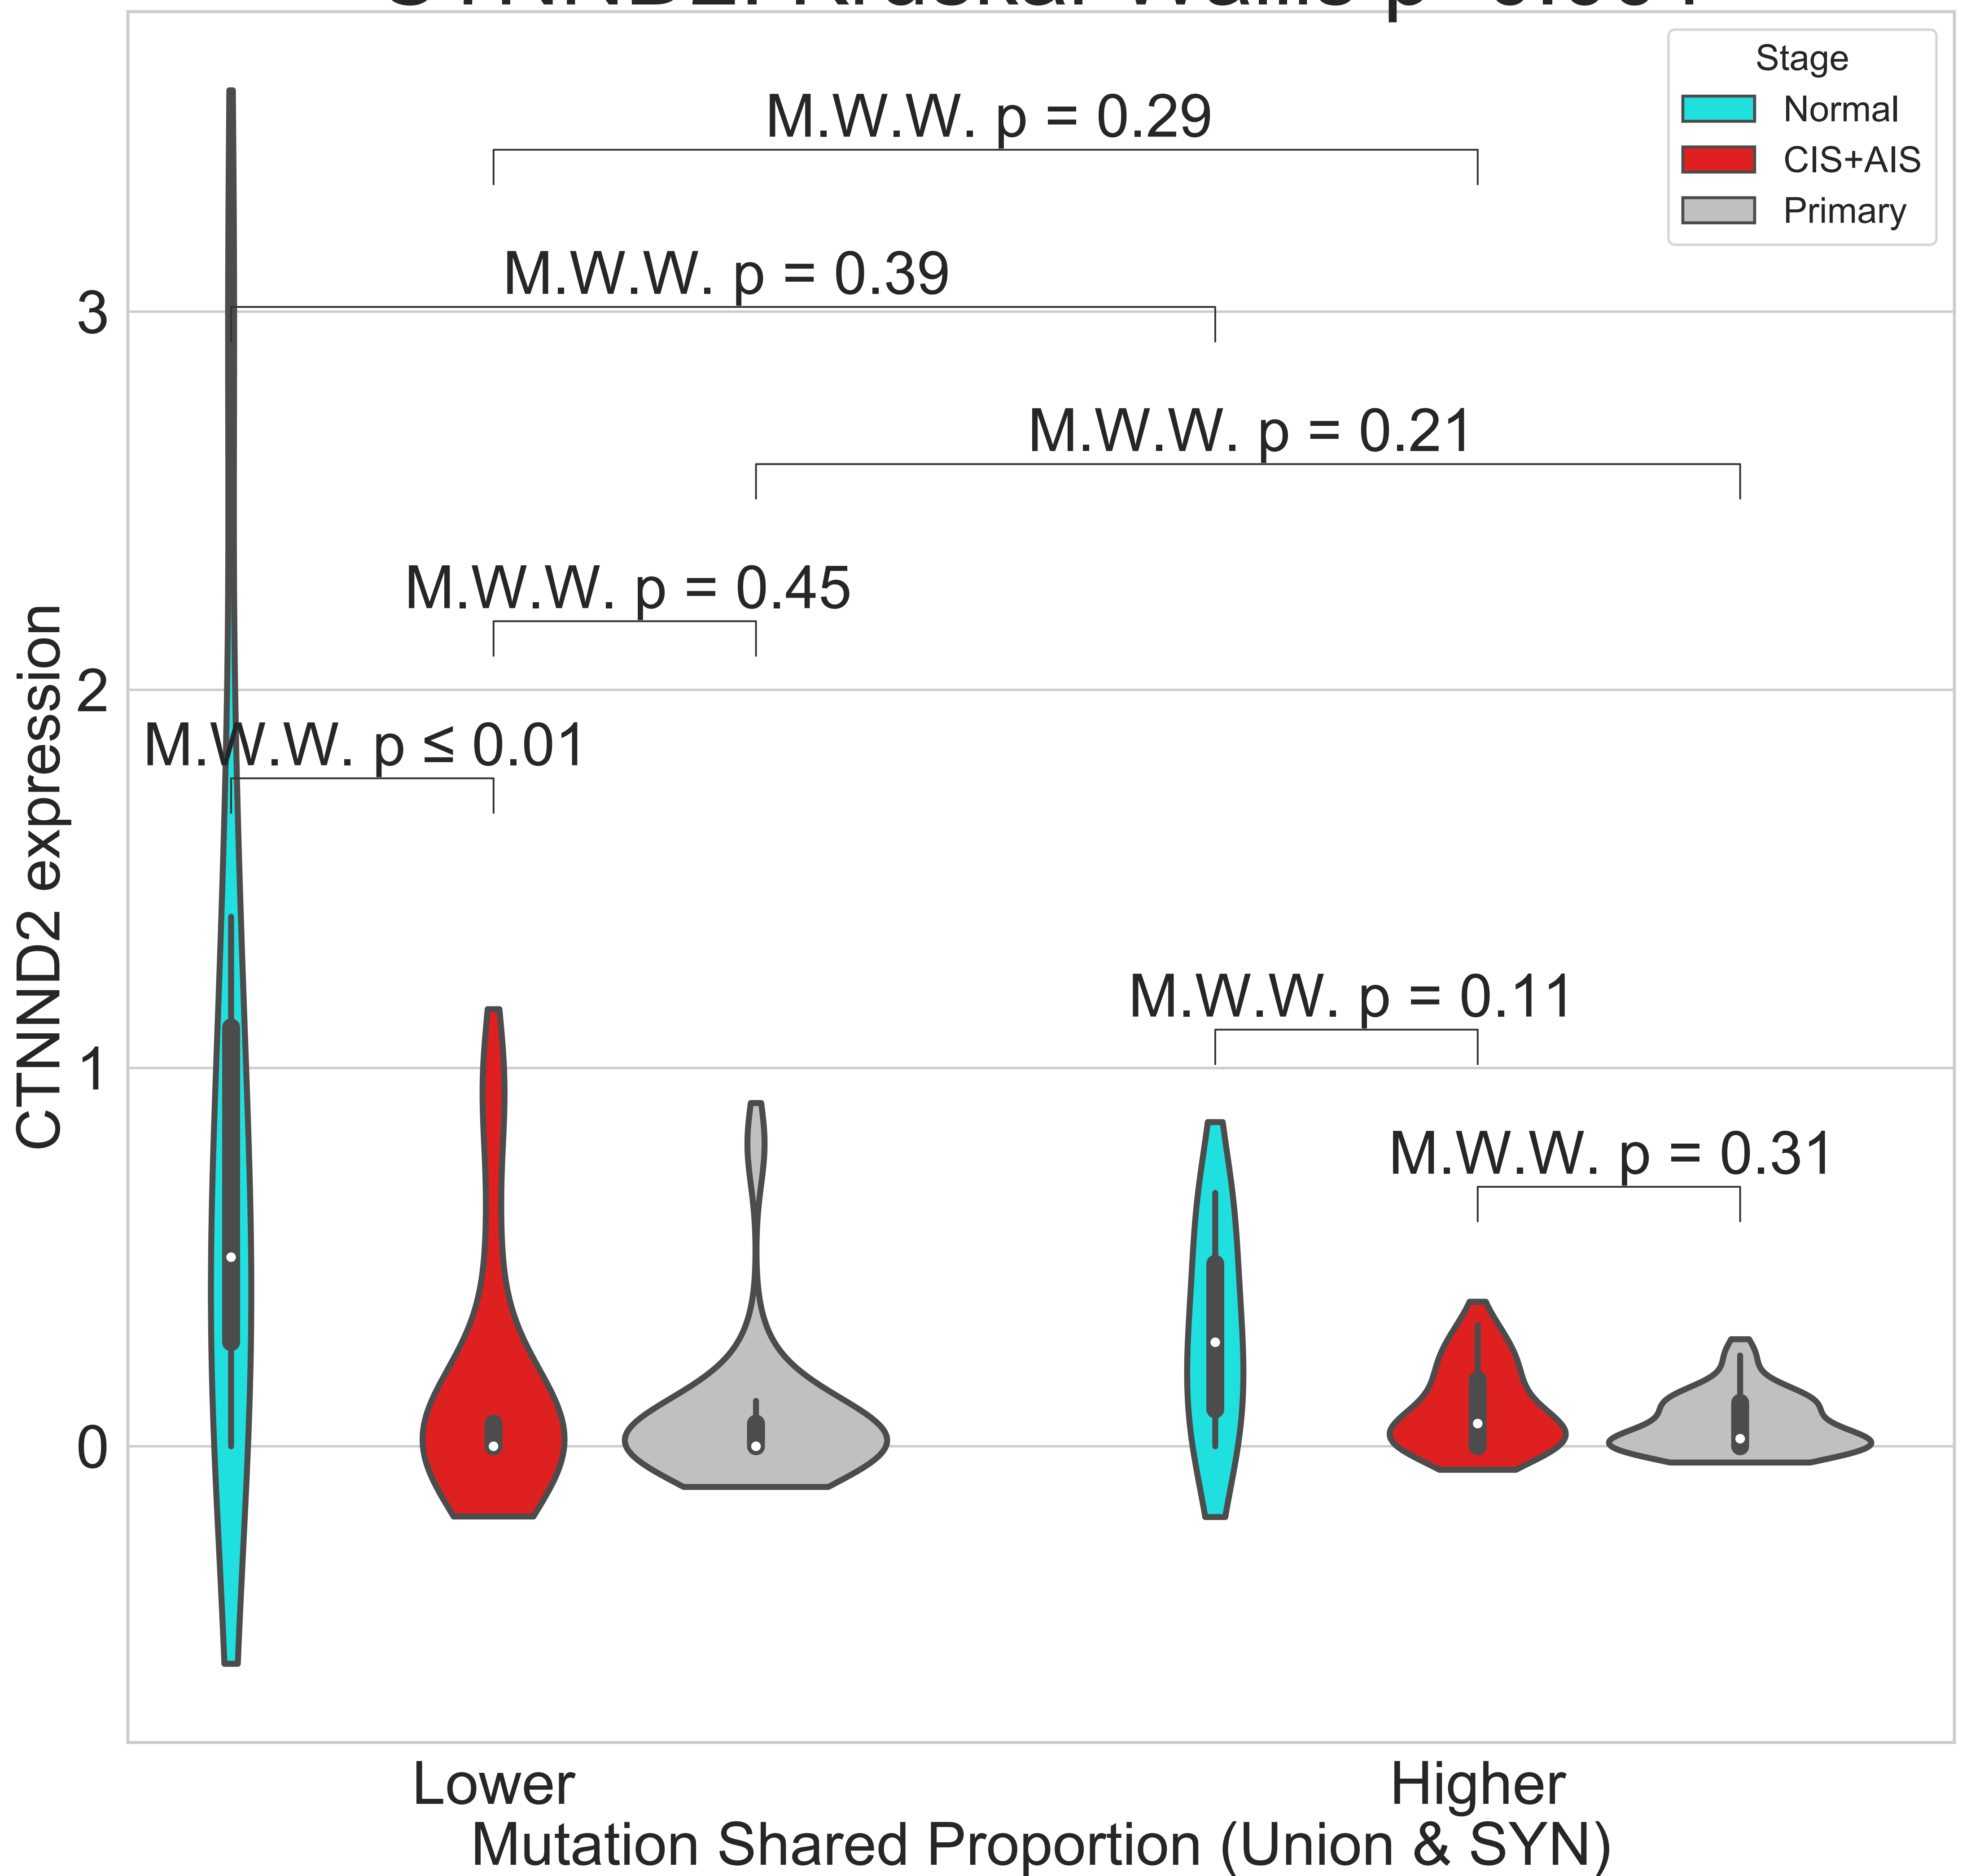 Stage
Normal
CIS+AIS
Primary
M.W.W. p = 0.29
M.W.W. p = 0.39
M.W.W. p = 0.21
M.W.W. p = 0.45
M.W.W. p ≤ 0.01
M.W.W. p = 0.11
M.W.W. p = 0.31
3
2
1
0
CTNND2 expression
Lower
Higher
Mutation Shared Proportion (Union & SYN)